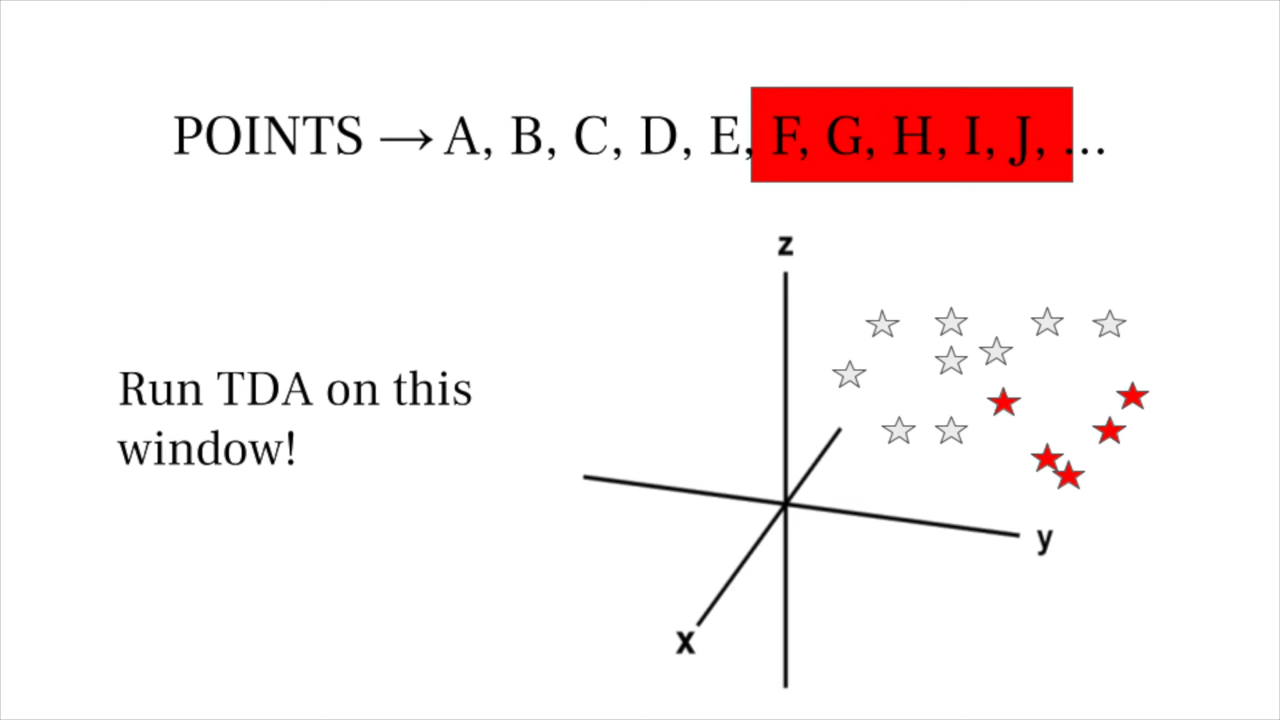 POINTS → A, B, C, D, E, F, G, H, I, J, ...
z
Run TDA on this
window!
y
x